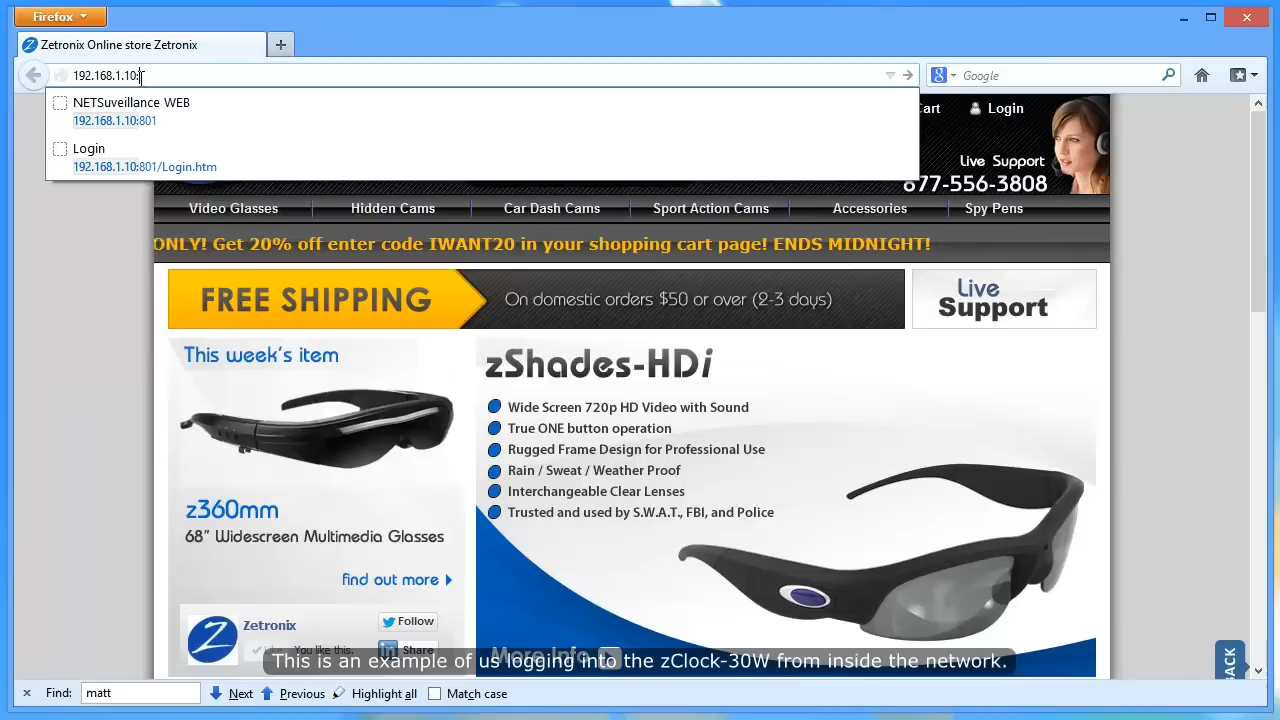 Firefox
Zetronix Online store Zetronix
192.168.1.10:
Google
NETSuveillance WEB
192.168.1.10:801
Login
192.168.1.10:801/Login.htm
Cart
Login
Live Support
877-556-3808
Video Glasses
Hidden Cams
Car Dash Cams
Sport Action Cams
Accessories
Spy Pens
ONLY! Get 20% off enter code IWANT20 in your shopping cart page! ENDS MIDNIGHT!
FREE SHIPPING
On domestic orders $50 or over (2-3 days)
Live
Support
This week's item
zShades-HDi
Wide Screen 720p HD Video with Sound
True ONE button operation
Rugged Frame Design for Professional Use
Rain / Sweat / Weather Proof
Interchangeable Clear Lenses
Trusted and used by S.W.A.T., FBI, and Police
z360mm
68" Widescreen Multimedia Glasses
find out more
Zetronix
Follow
Like You like this.
Share
More Info
This is an example of us logging into the zClock-30W from inside the network.
BACK
Find:
matt
Next
Previous
Highlight all
Match case